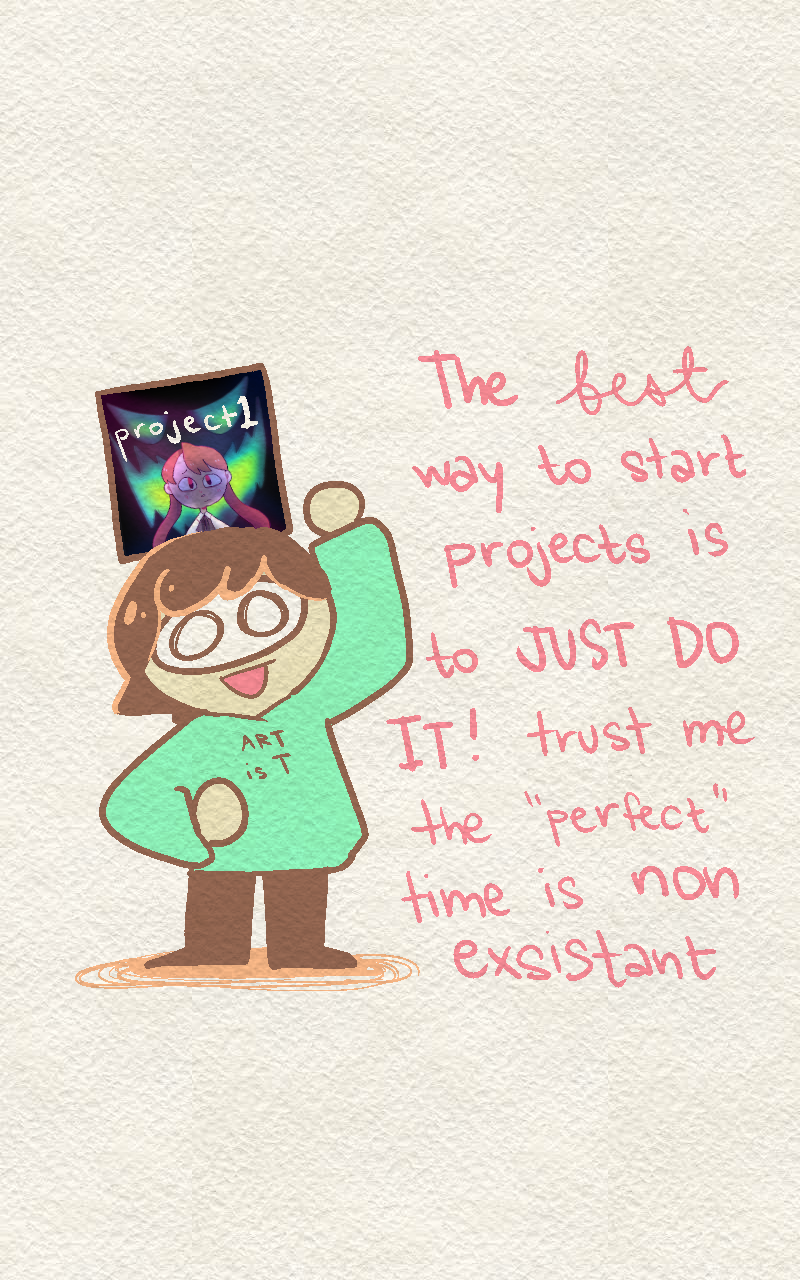 project1
ART
is T
The best
way to start
projects is
to JUST DO
IT! trust me
the "perfect"
time is non
exsistant